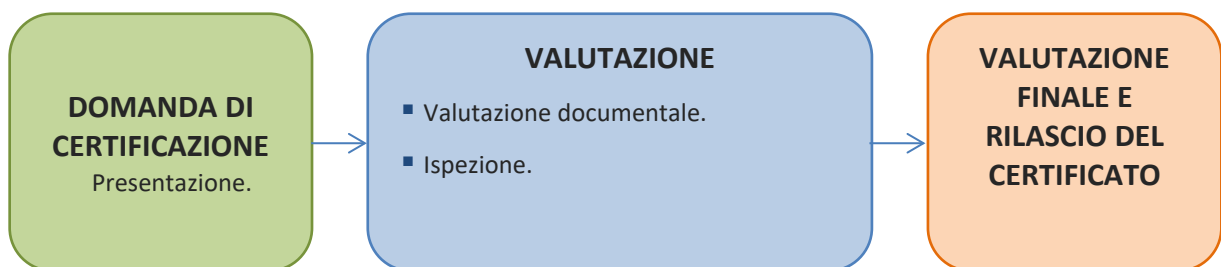 DOMANDA DI
CERTIFICAZIONE
Presentazione.
VALUTAZIONE
▪ Valutazione documentale.
▪ Ispezione.
VALUTAZIONE
FINALE E
RILASCIO DEL
CERTIFICATO